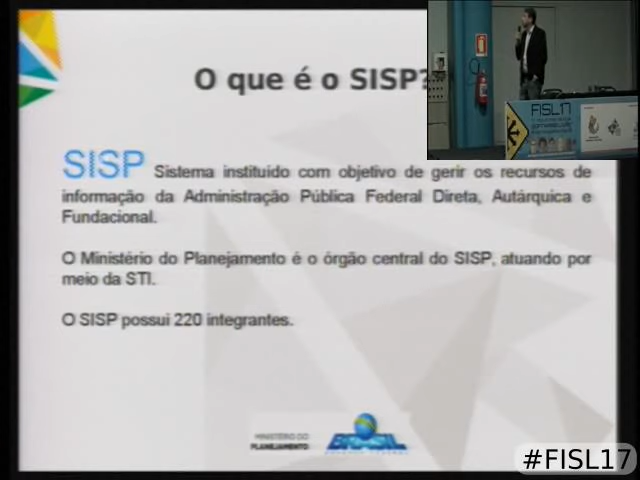 O que é o SISP?
SISP Sistema instituído com objetivo de gerir os recursos de
informação da Administração Pública Federal Direta, Autárquica e
Fundacional.
O Ministério do Planejamento é o órgão central do SISP, atuando por
meio da STI.
O SISP possui 220 integrantes.
MINISTÉRIO DO
PLANEJAMENTO
BRASIL
FISL17
#FISL17